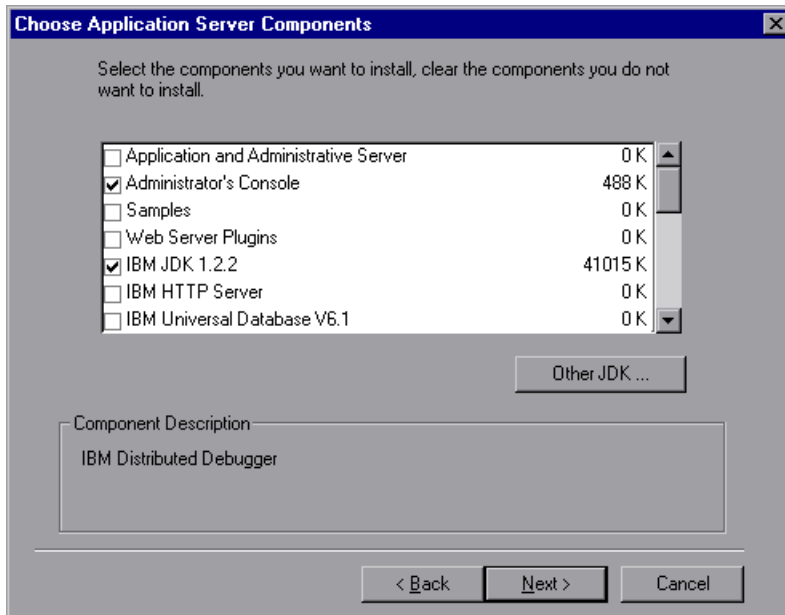 Choose Application Server Components
Select the components you want to install, clear the components you do not
want to install.
Application and Administrative Server 0 K
Administrator's Console 488 K
Samples 0 K
Web Server Plugins 0 K
IBM JDK 1.2.2 41015 K
IBM HTTP Server 0 K
IBM Universal Database V6.1 0 K
Other JDK ...
Component Description
IBM Distributed Debugger
< Back Next > Cancel